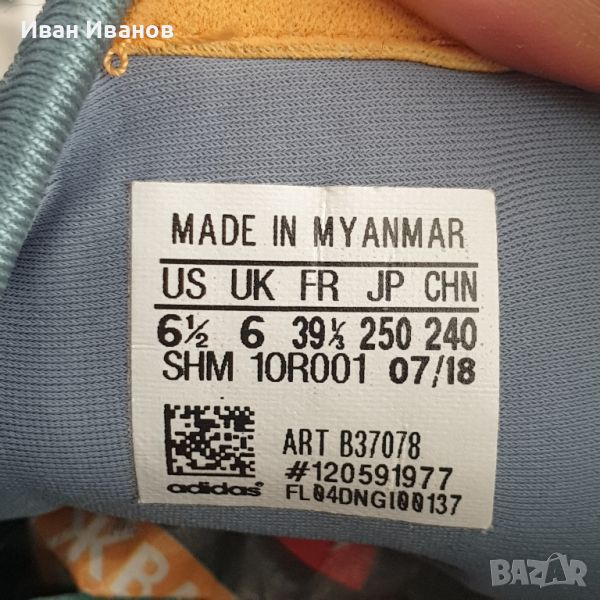 Иван Иванов
MADE IN MYANMAR
US UK FR JP CHN
6½ 6 39⅓ 250 240
SHM 10R001 07/18
ART B37078
#120591977
adidas
FL04DNGI00137
BAZAR